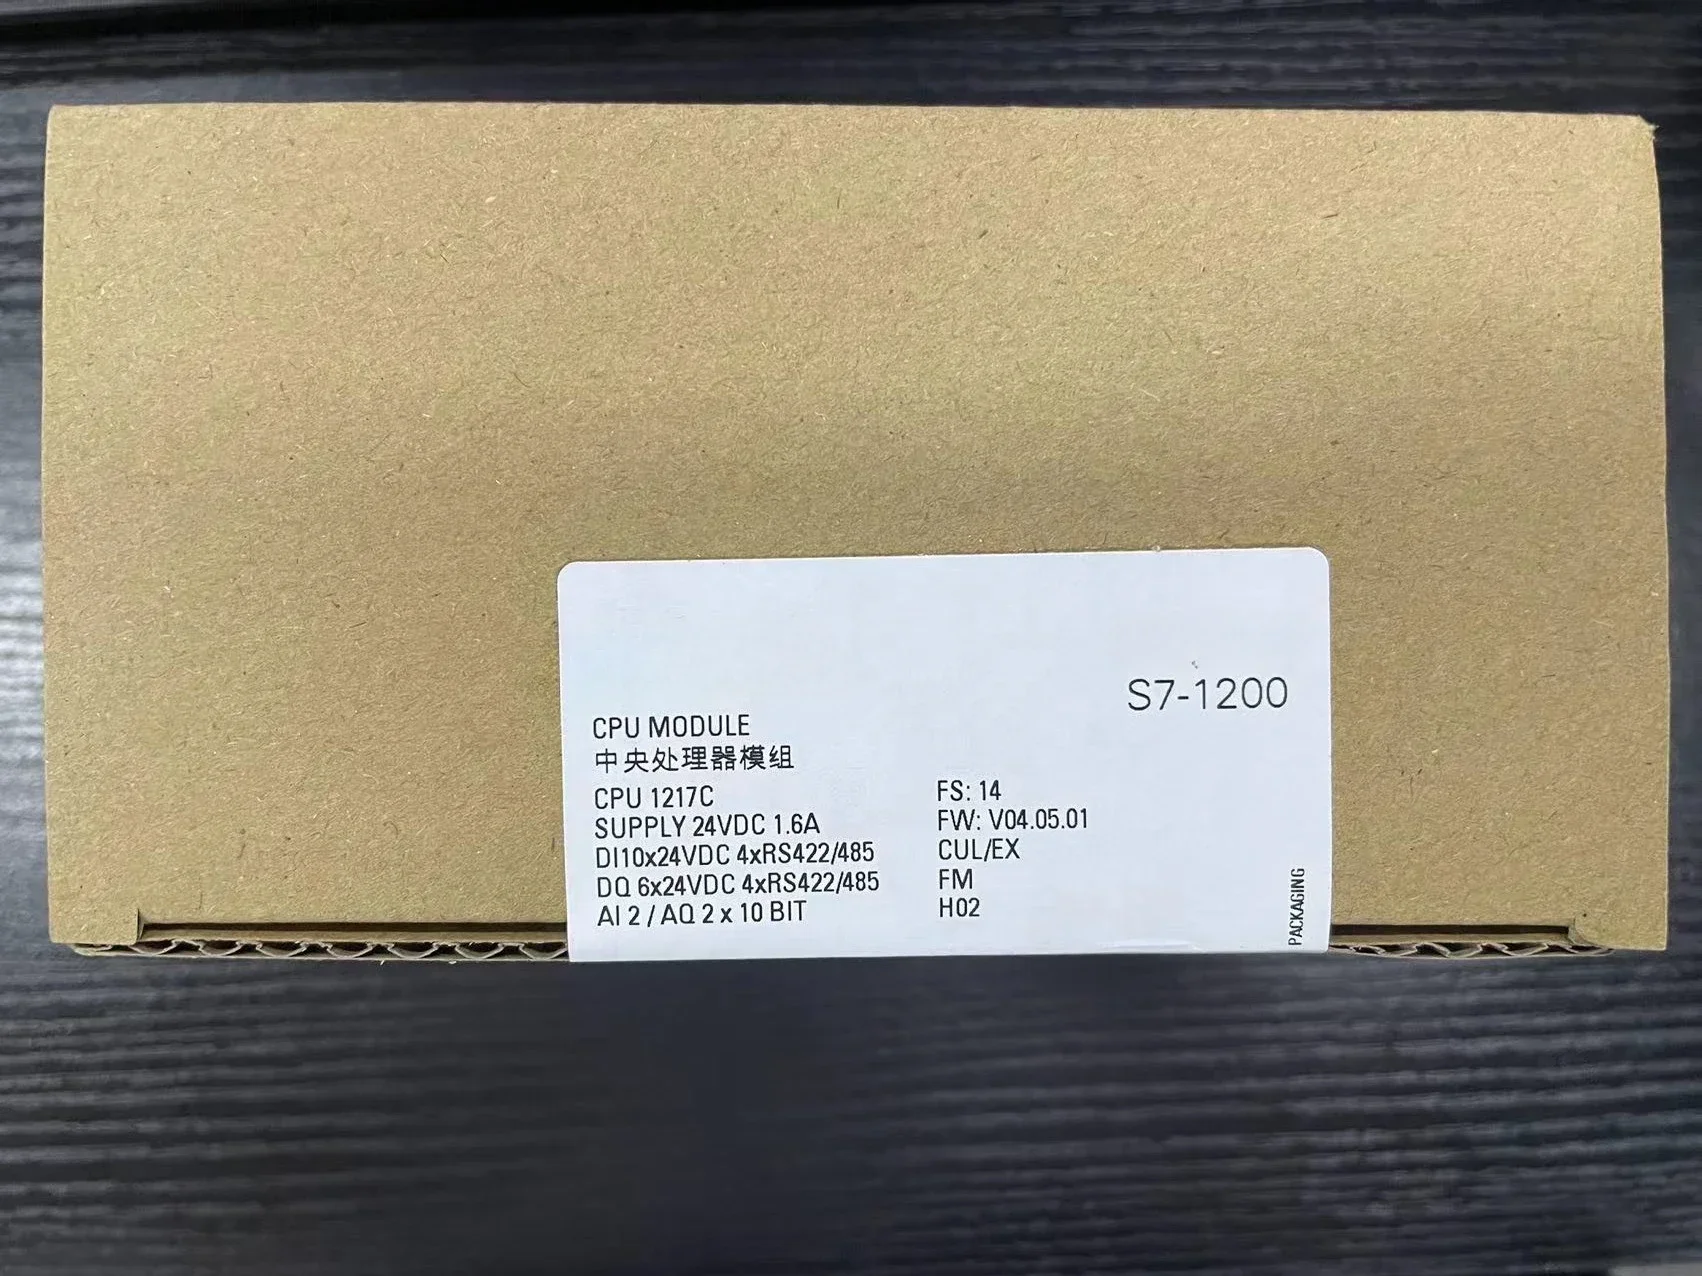 S7-1200
CPU MODULE
中央处理器模组
CPU 1217C
SUPPLY 24VDC 1.6A
DI10x24VDC 4xRS422/485
DQ 6x24VDC 4xRS422/485
AI 2 / AQ 2 x 10 BIT
FS: 14
FW: V04.05.01
CUL/EX
FM
H02
PACKAGING